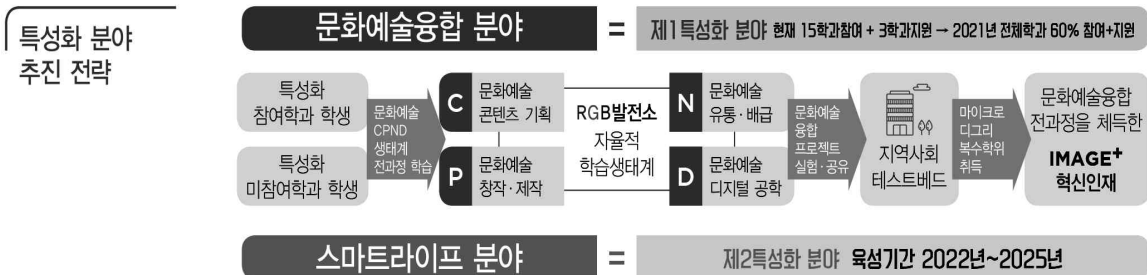 특성화 분야
추진 전략
문화예술융합 분야 = 제1특성화 분야 현재 15학과참여 + 3학과지원 → 2021년 전체학과 60% 참여+지원
특성화
참여학과 학생
특성화
미참여학과 학생
문화예술
CPND
생태계
전과정 학습
C
문화예술
콘텐츠 기획
P
문화예술
창작·제작
RGB발전소
자율적
학습생태계
N
문화예술
유통·배급
D
문화예술
디지털 공학
문화예술
융합
프로젝트
실험·공유
지역사회
테스트베드
마이크로
디그리
복수학위
취득
문화예술융합
전과정을 체득한
IMAGE+
혁신인재
스마트라이프 분야 = 제2특성화 분야 육성기간 2022년~2025년